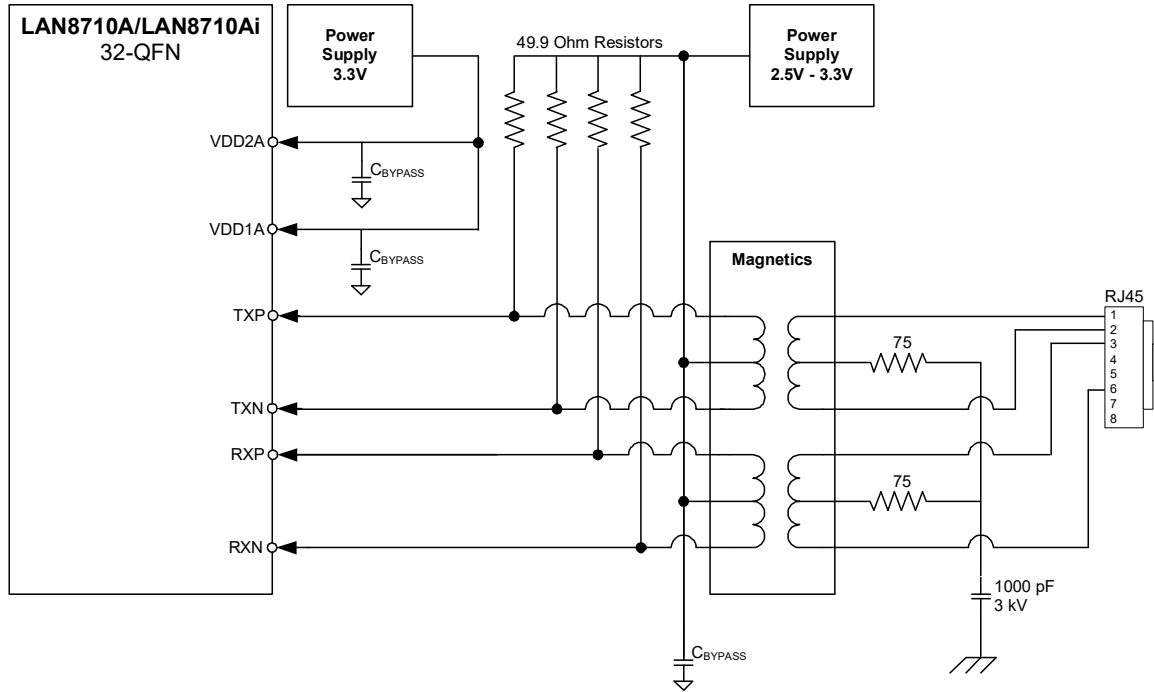 LAN8710A/LAN8710Ai
32-QFN
Power
Supply
3.3V
49.9 Ohm Resistors
Power
Supply
2.5V - 3.3V
VDD2A
CBYPASS
VDD1A
CBYPASS
Magnetics
TXP
RJ45
1
2
3
4
5
6
7
8
75
TXN
RXP
75
RXN
1000 pF
3 kV
CBYPASS